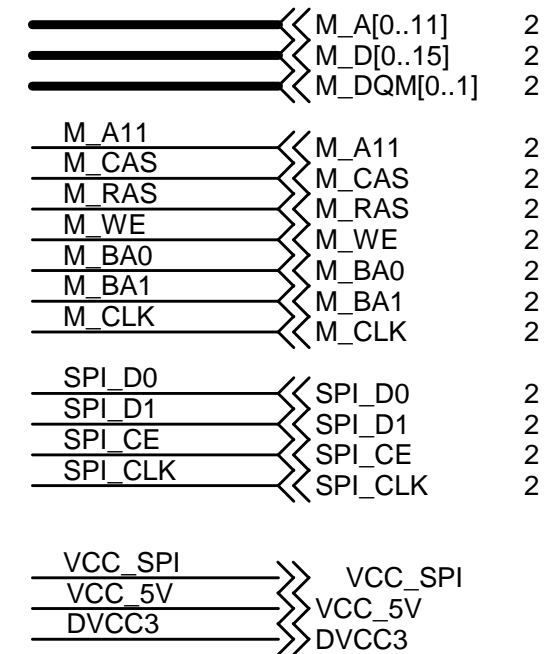 M_A[0..11] 2
M_D[0..15] 2
M_DQM[0..1] 2
M_A11 M_A11 2
M_CAS M_CAS 2
M_RAS M_RAS 2
M_WE M_WE 2
M_BA0 M_BA0 2
M_BA1 M_BA1 2
M_CLK M_CLK 2
SPI_D0 SPI_D0 2
SPI_D1 SPI_D1 2
SPI_CE SPI_CE 2
SPI_CLK SPI_CLK 2
VCC_SPI VCC_SPI
VCC_5V VCC_5V
DVCC3 DVCC3